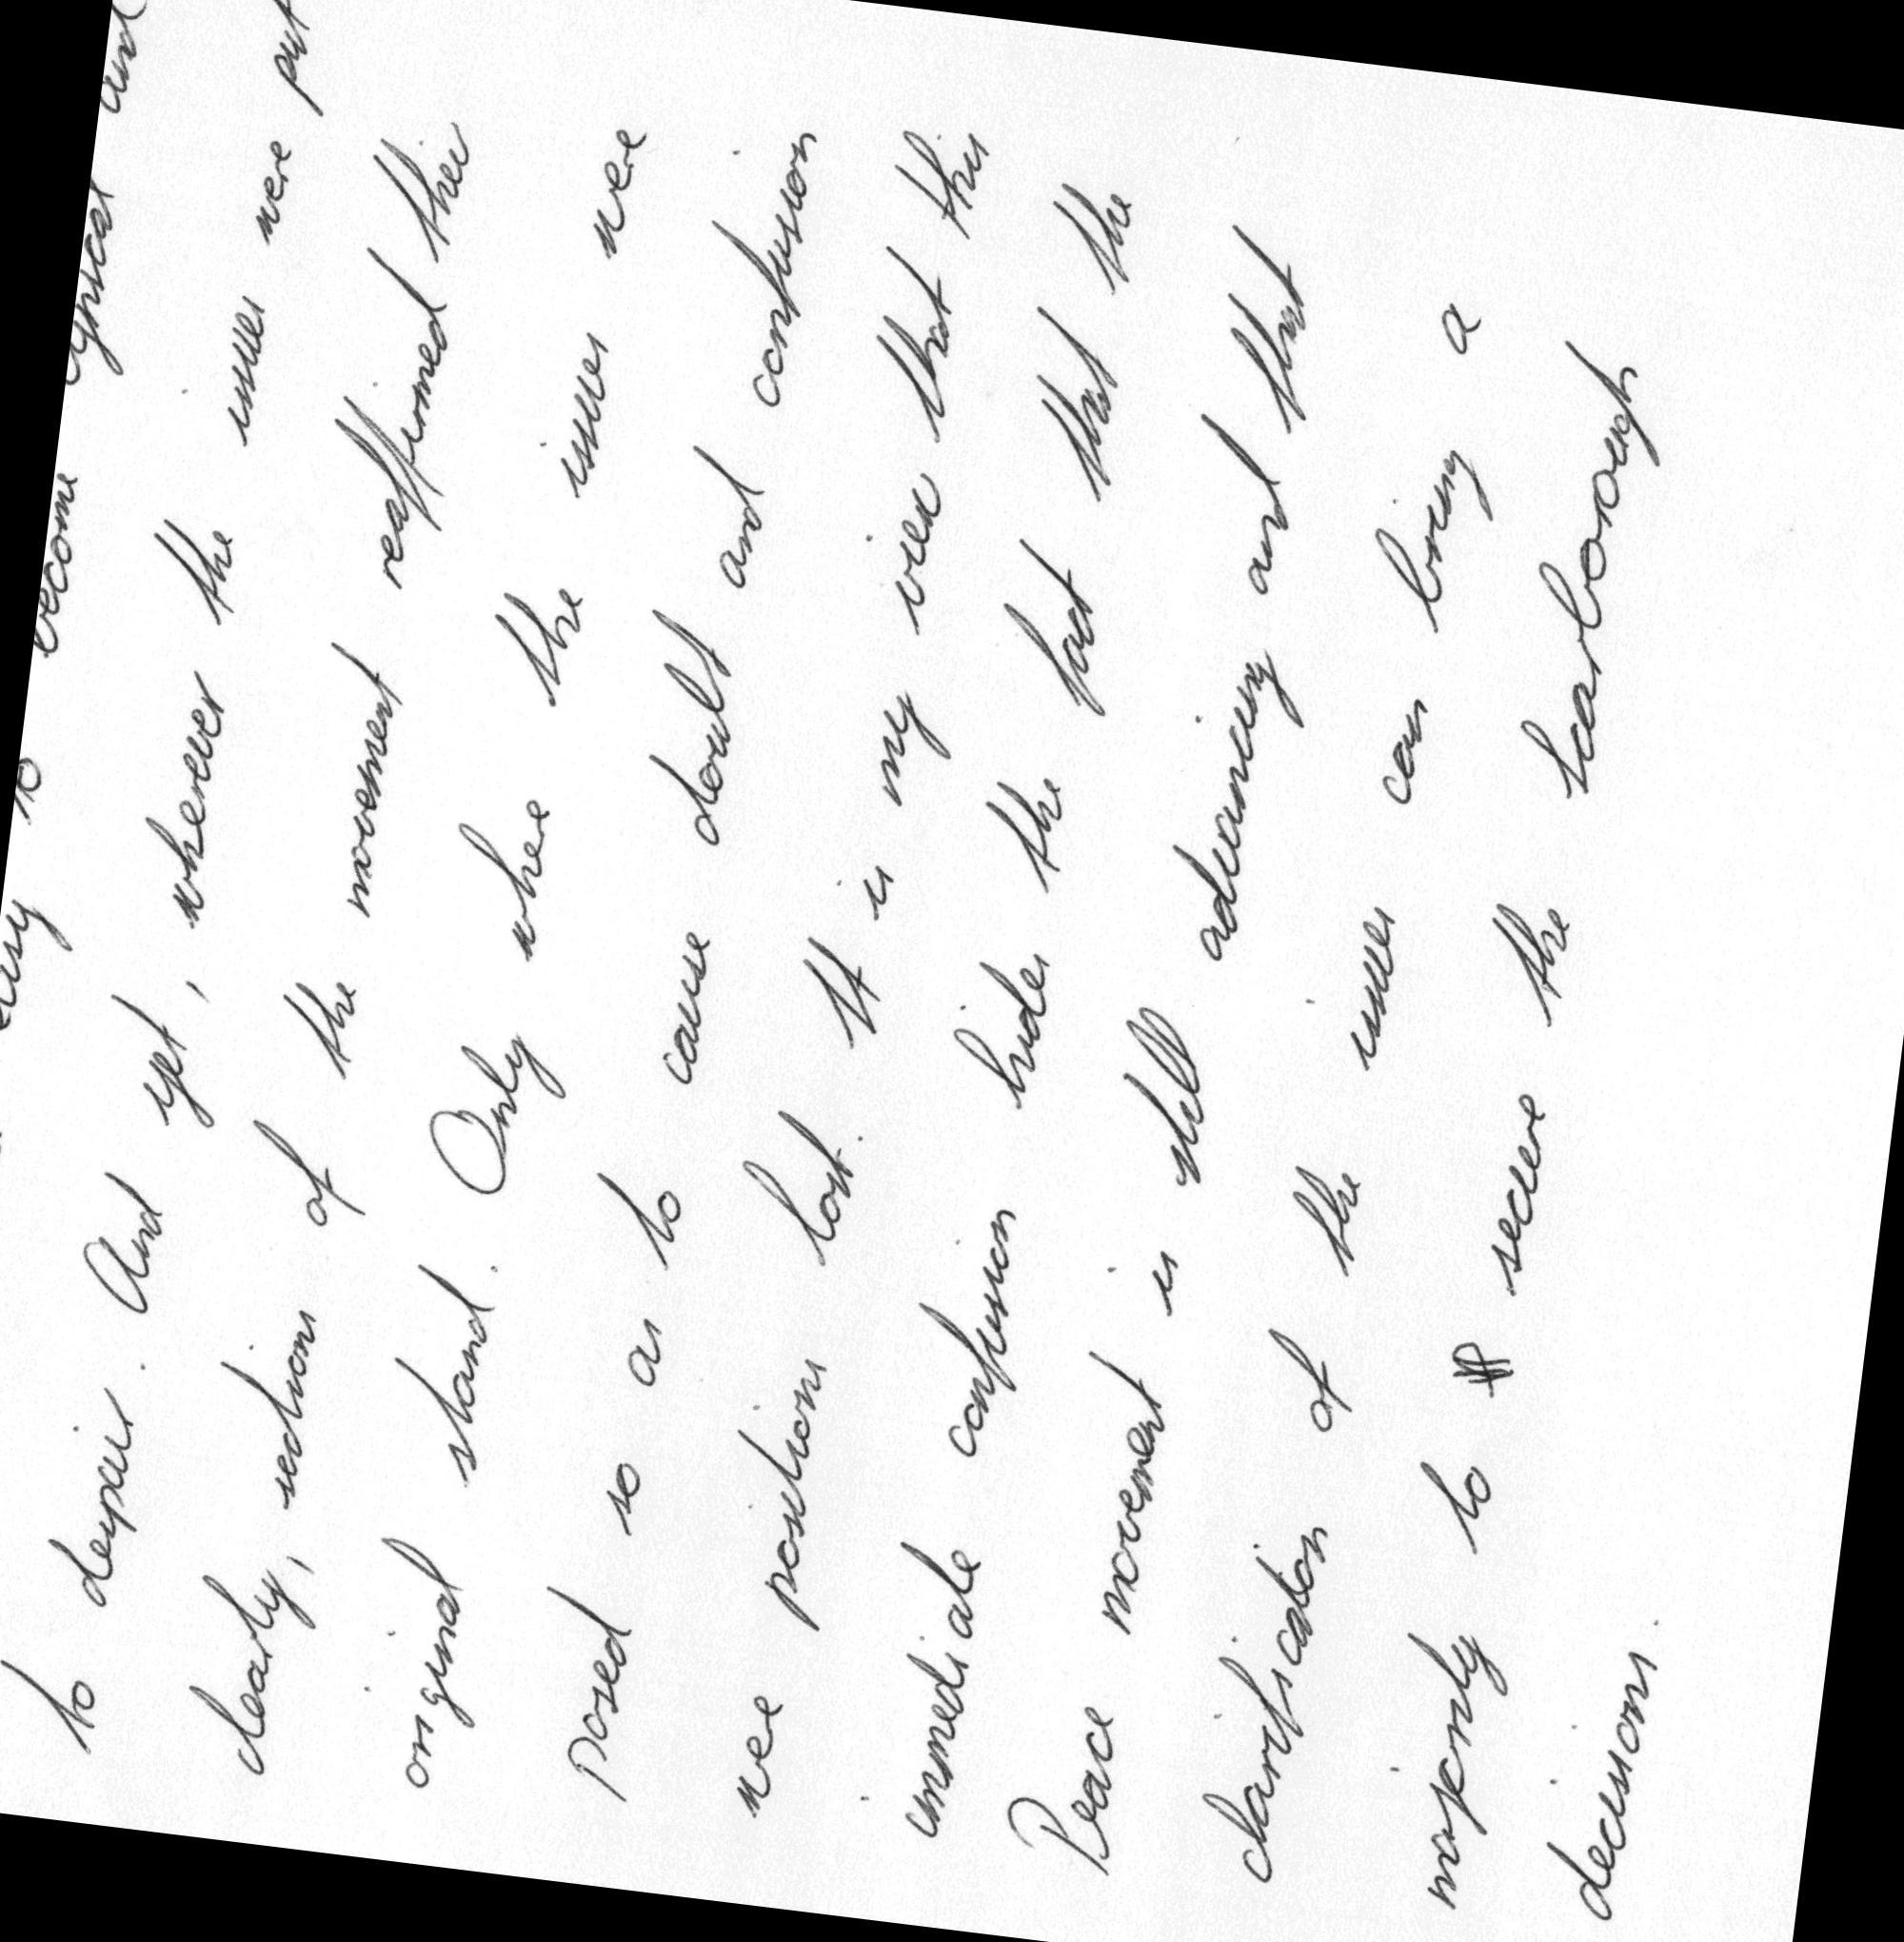 to become cynical and
to despair. And yet, wherever the issues were put
clearly, sections of the movement reaffirmed their
original stand. Only where the issues were
posed so as to cause doubt and confusion
were positions lost. It is my view that this
immediate confusion hides the fact that the
Peace movement is still advancing and that
clarification of the issues can bring a
majority to secure the Scarborough
decisions.